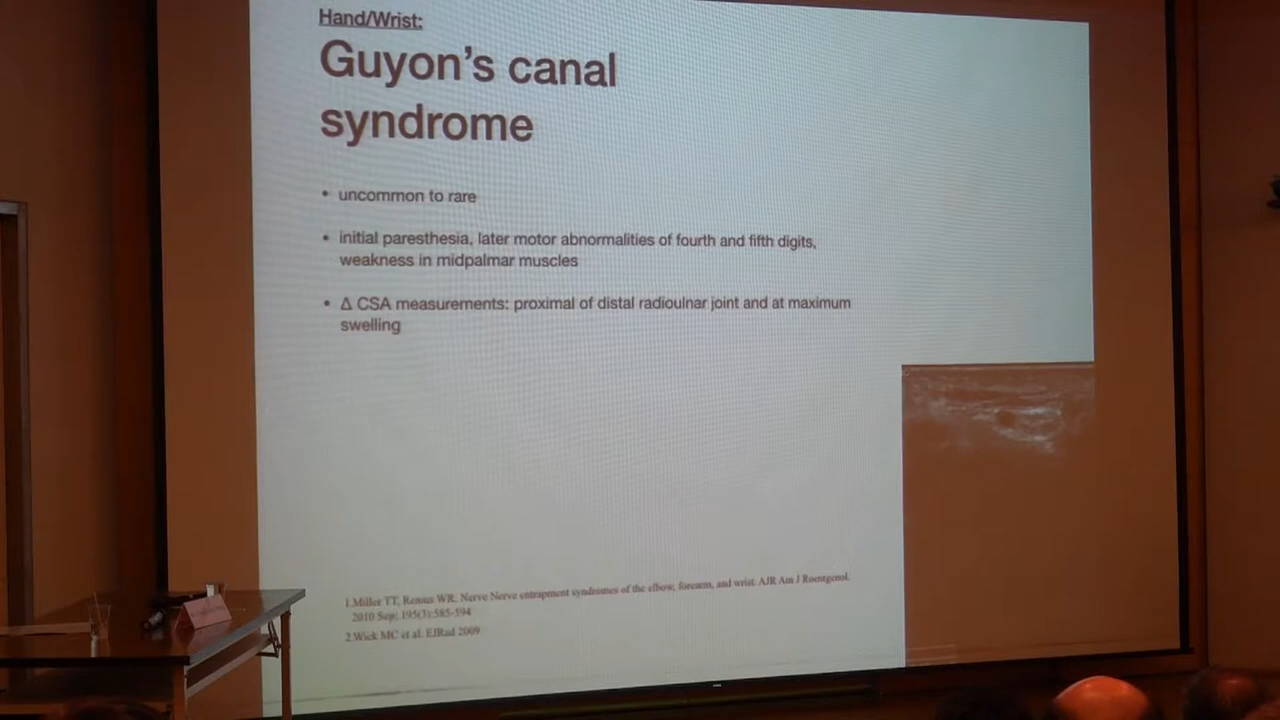 Hand/Wrist:
Guyon's canal
syndrome
• uncommon to rare
• initial paresthesia, later motor abnormalities of fourth and fifth digits,
weakness in midpalmar muscles
• Δ CSA measurements: proximal of distal radioulnar joint and at maximum
swelling
1.Miller TT, Reinus WR. Nerve Nerve entrapment syndromes of the elbow, forearm, and wrist. AJR Am J Roentgenol.
2010 Sep; 195(3):585-594
2.Wick MC et al. EJRad 2009